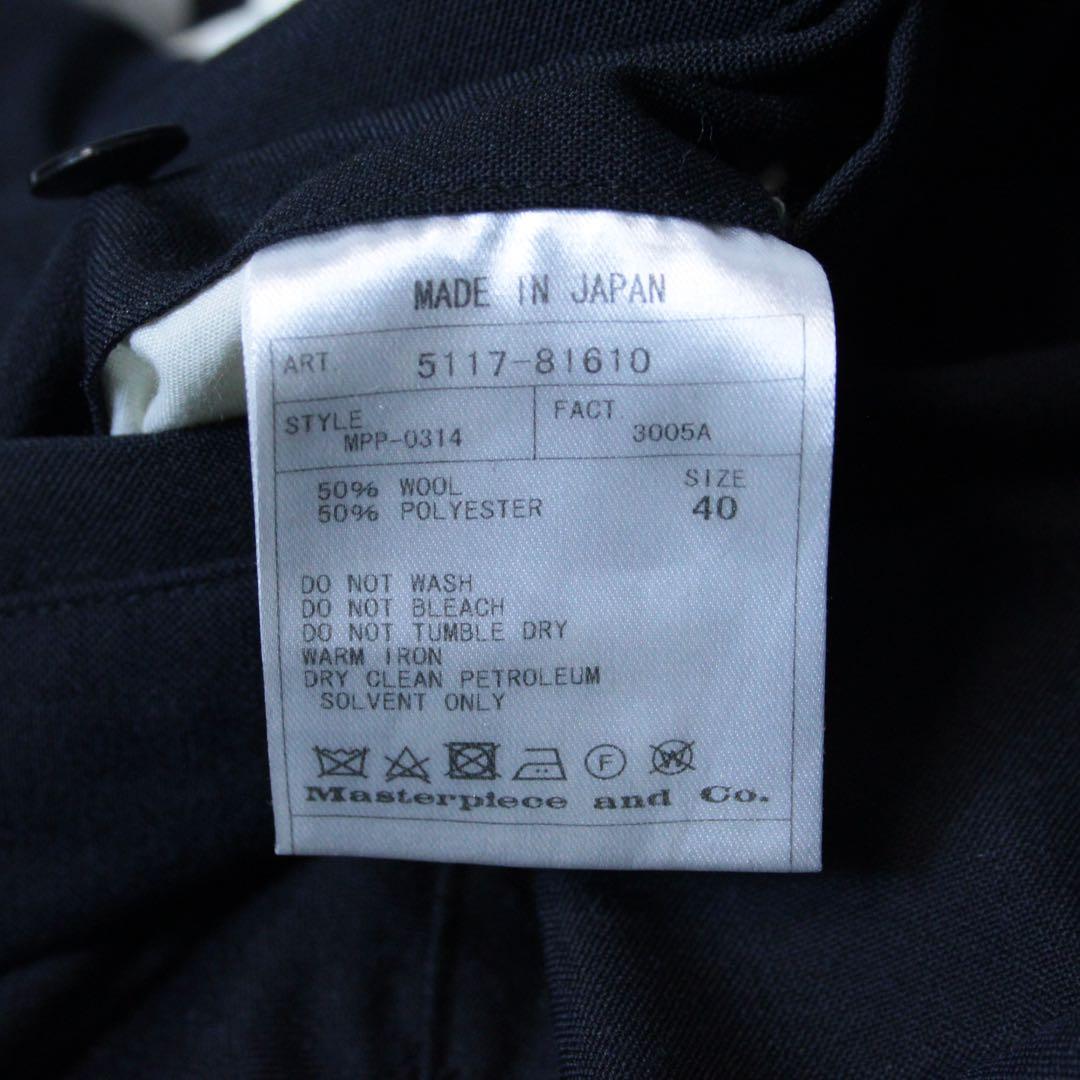 MADE IN JAPAN
ART. 5117-81610
STYLE FACT.
MPP-0314 3005A
50% WOOL SIZE
50% POLYESTER 40
DO NOT WASH
DO NOT BLEACH
DO NOT TUMBLE DRY
WARM IRON
DRY CLEAN PETROLEUM
SOLVENT ONLY
F W
Masterpiece and Co.